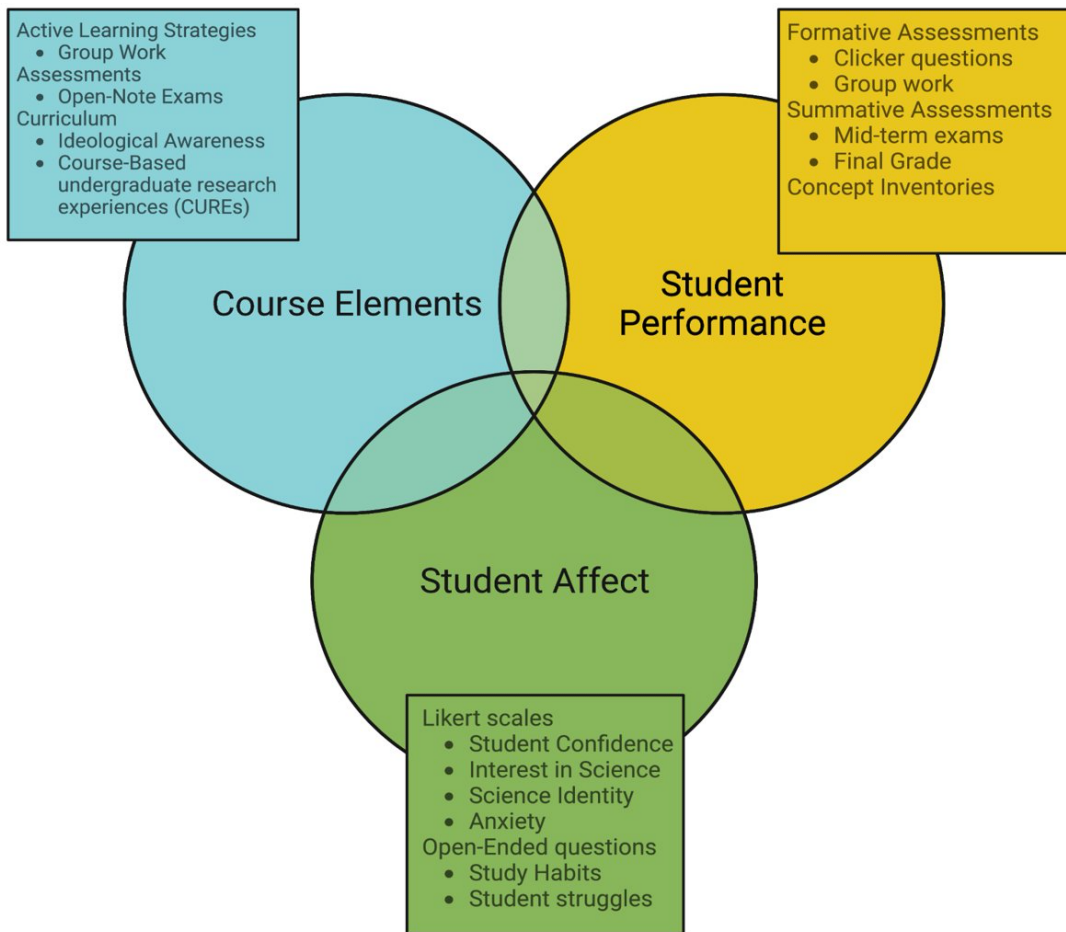 Active Learning Strategies
• Group Work
Assessments
• Open-Note Exams
Curriculum
• Ideological Awareness
• Course-Based
undergraduate research
experiences (CUREs)
Formative Assessments
• Clicker questions
• Group work
Summative Assessments
• Mid-term exams
• Final Grade
Concept Inventories
Course Elements
Student
Performance
Student Affect
Likert scales
• Student Confidence
• Interest in Science
• Science Identity
• Anxiety
Open-Ended questions
• Study Habits
• Student struggles